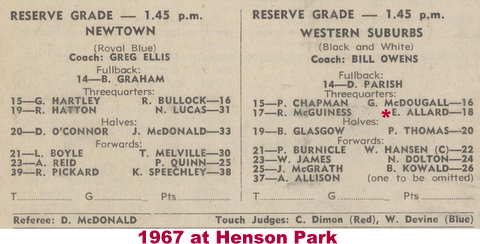 RESERVE GRADE — 1.45 p.m.
NEWTOWN
(Royal Blue)
Coach: GREG ELLIS
Fullback:
14—B. GRAHAM
Threequarters:
15—G. HARTLEY R. BULLOCK—16
19—R. HATTON N. LUCAS—31
Halves:
20—D. O'CONNOR J. McDONALD—33
Forwards:
21—L. BOYLE T. MELVILLE—30
23—A. REID P. QUINN—25
39—R. PICKARD K. SPEECHLEY—38
T. G. Pts.
RESERVE GRADE — 1.45 p.m.
WESTERN SUBURBS
(Black and White)
Coach: BILL OWENS
Fullback:
14—D. PARISH
Threequarters:
15—P. CHAPMAN G. McDOUGALL—16
17—R. McGUINESS *E. ALLARD—18
Halves:
19—B. GLASGOW P. THOMAS—20
Forwards:
21—P. BURNICLE W. HANSEN (C)—22
23—W. JAMES N. DOLTON—24
25—J. McGRATH B. KOWALD—26
37—A. ALLISON (one to be omitted)
T. G. Pts.
Referee: D. McDONALD Touch Judges: C. Dimon (Red), W. Devine (Blue)
1967 at Henson Park